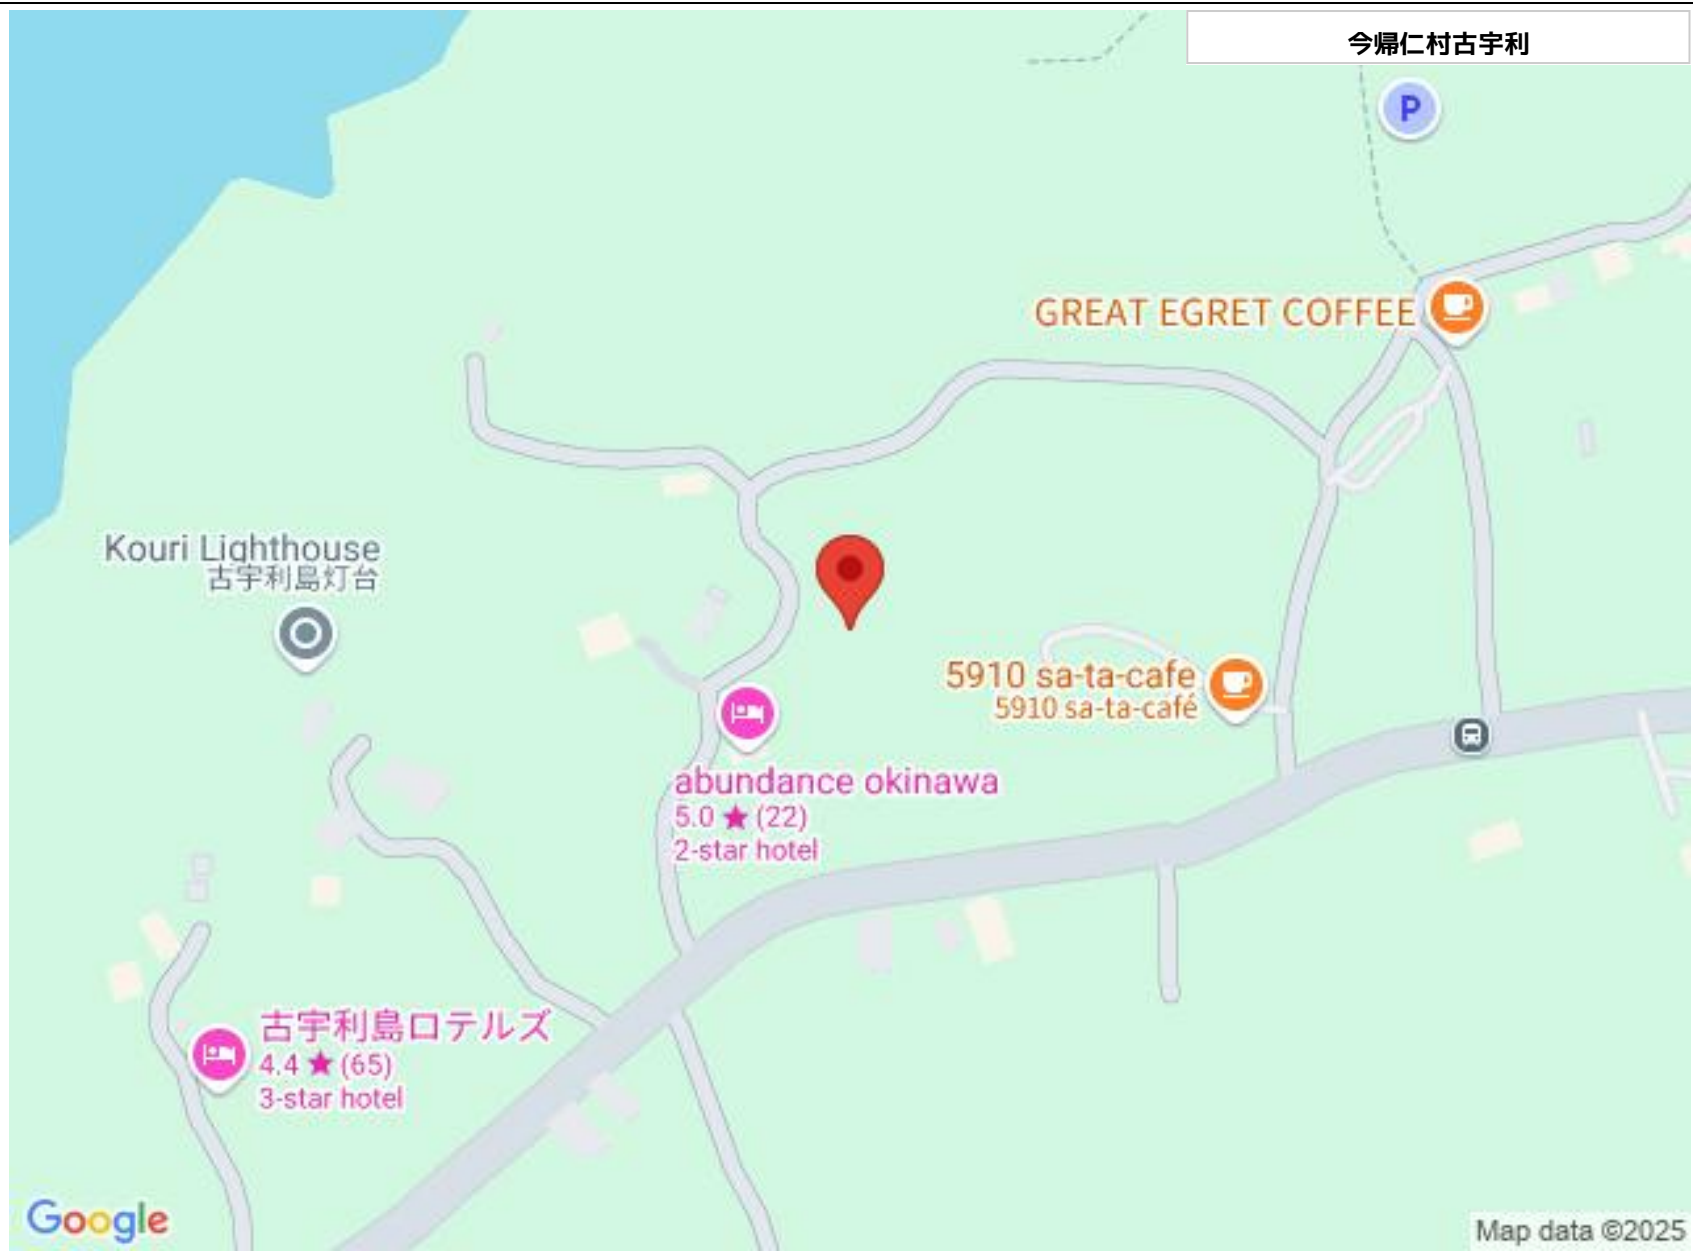 今帰仁村古宇利
P
GREAT EGRET COFFEE
Kouri Lighthouse
古宇利島灯台
5910 sa-ta-cafe
5910 sa-ta-café
abundance okinawa
5.0 ★ (22)
2-star hotel
古宇利島ロテルズ
4.4 ★ (65)
3-star hotel
Google
Map data ©2025